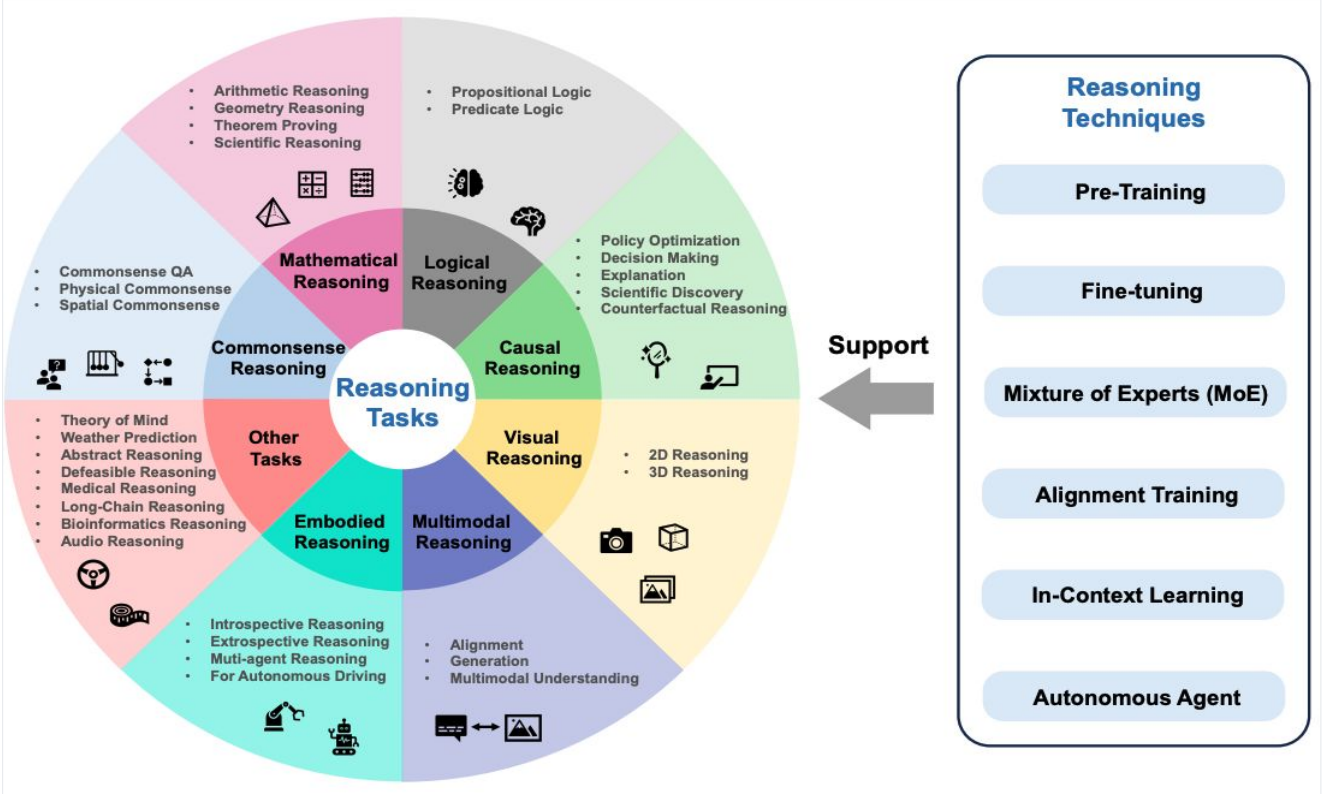 Arithmetic Reasoning
Geometry Reasoning
Theorem Proving
Scientific Reasoning
Propositional Logic
Predicate Logic
Policy Optimization
Decision Making
Explanation
Scientific Discovery
Counterfactual Reasoning
Commonsense QA
Physical Commonsense
Spatial Commonsense
Mathematical
Reasoning
Logical
Reasoning
Commonsense
Reasoning
Causal
Reasoning
Reasoning
Tasks
Other
Tasks
Visual
Reasoning
Embodied
Reasoning
Multimodal
Reasoning
Theory of Mind
Weather Prediction
Abstract Reasoning
Defeasible Reasoning
Medical Reasoning
Long-Chain Reasoning
Bioinformatics Reasoning
Audio Reasoning
2D Reasoning
3D Reasoning
Introspective Reasoning
Extrospective Reasoning
Muti-agent Reasoning
For Autonomous Driving
Alignment
Generation
Multimodal Understanding
Support
Reasoning
Techniques
Pre-Training
Fine-tuning
Mixture of Experts (MoE)
Alignment Training
In-Context Learning
Autonomous Agent